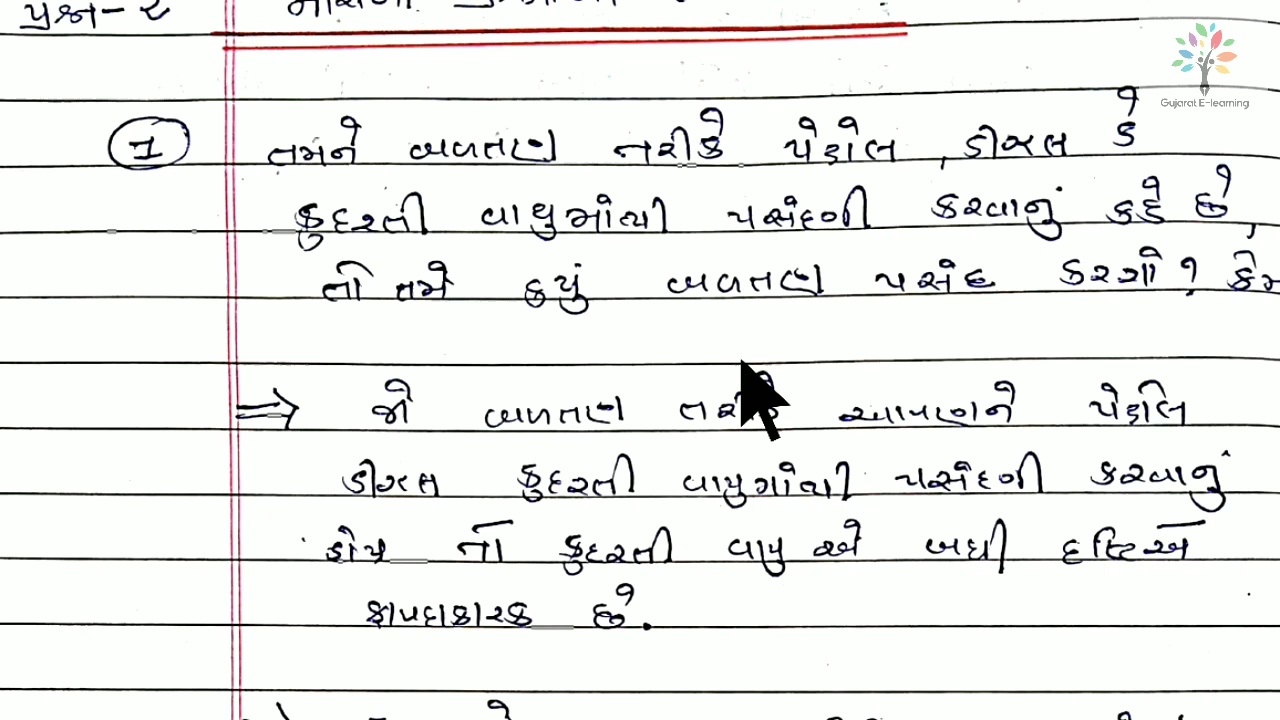 પ્રશ્ન-૨
Gujarat E-learning
1 તમને બળતણ તરીકે પેટ્રોલ, ડીઝલ કે
કુદરતી વાયુમાંથી પસંદગી કરવાનું કહે છે,
તો તમે કયું બળતણ પસંદ કરશો? કેમ
⇒ જો બળતણ તરીકે આપણને પેટ્રોલ
ડીઝલ કુદરતી વાયુમાંથી પસંદગી કરવાનું
હોય તો કુદરતી વાયુ એ બધી દ્રષ્ટિએ
ફાયદાકારક છે.